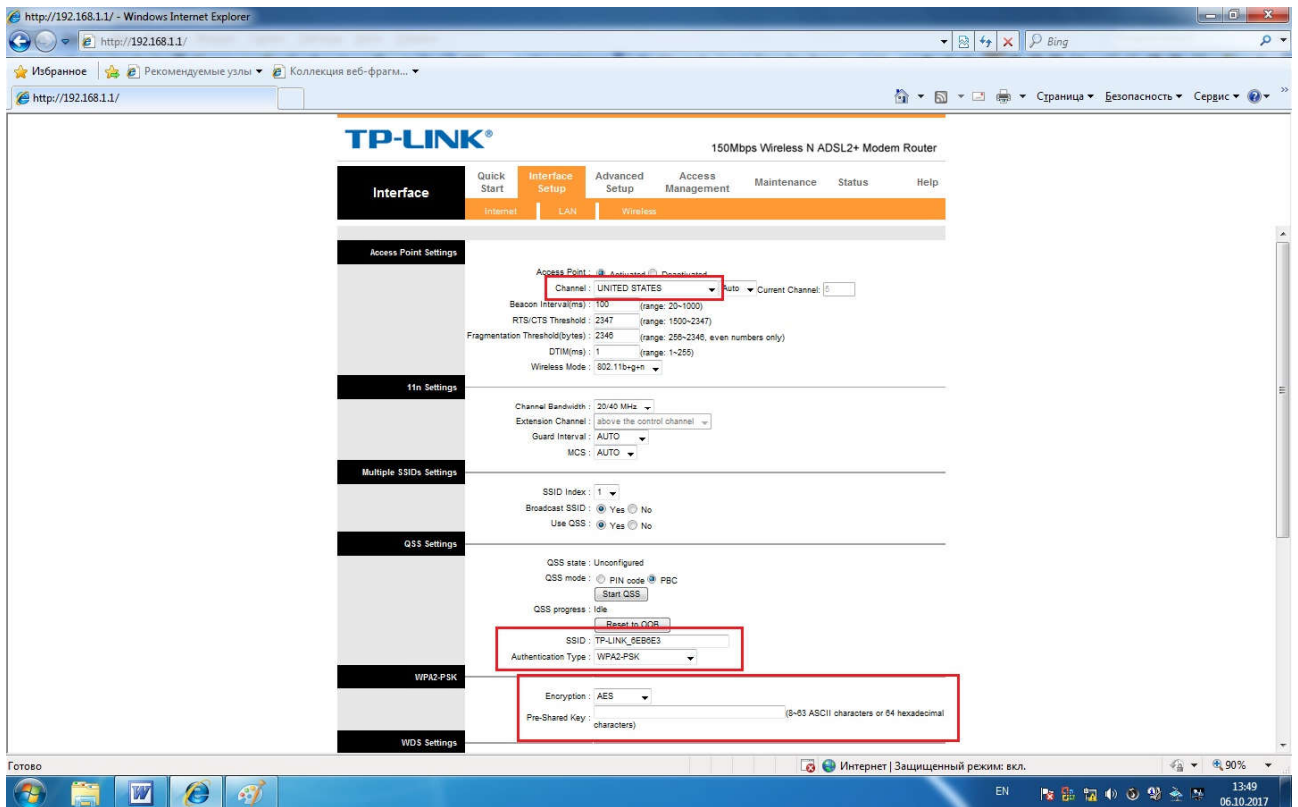 http://192.168.1.1/ - Windows Internet Explorer
http://192.168.1.1/
Bing
Избранное Рекомендуемые узлы Коллекция веб-фрагм...
http://192.168.1.1/ Страница Безопасность Сервис
TP-LINK®
150Mbps Wireless N ADSL2+ Modem Router
Interface
Quick Start Interface Setup Advanced Setup Access Management Maintenance Status Help
Internet LAN Wireless
Access Point Settings
Access Point : Activated Deactivated
Channel : UNITED STATES Auto Current Channel: 5
Beacon Interval(ms) : 100 (range: 20~1000)
RTS/CTS Threshold : 2347 (range: 1500~2347)
Fragmentation Threshold(bytes) : 2346 (range: 256~2346, even numbers only)
DTIM(ms) : 1 (range: 1~255)
Wireless Mode : 802.11b+g+n
11n Settings
Channel Bandwidth : 20/40 MHz
Extension Channel : above the control channel
Guard Interval : AUTO
MCS : AUTO
Multiple SSIDs Settings
SSID Index : 1
Broadcast SSID : Yes No
Use QSS : Yes No
QSS Settings
QSS state : Unconfigured
QSS mode : PIN code PBC
Start QSS
QSS progress : Idle
Reset to OOB
SSID : TP-LINK_6EB6E3
Authentication Type : WPA2-PSK
WPA2-PSK
Encryption : AES
Pre-Shared Key : (8~63 ASCII characters or 64 hexadecimal
characters)
WDS Settings
Готово Интернет | Защищенный режим: вкл. 90%
EN 13:49
06.10.2017